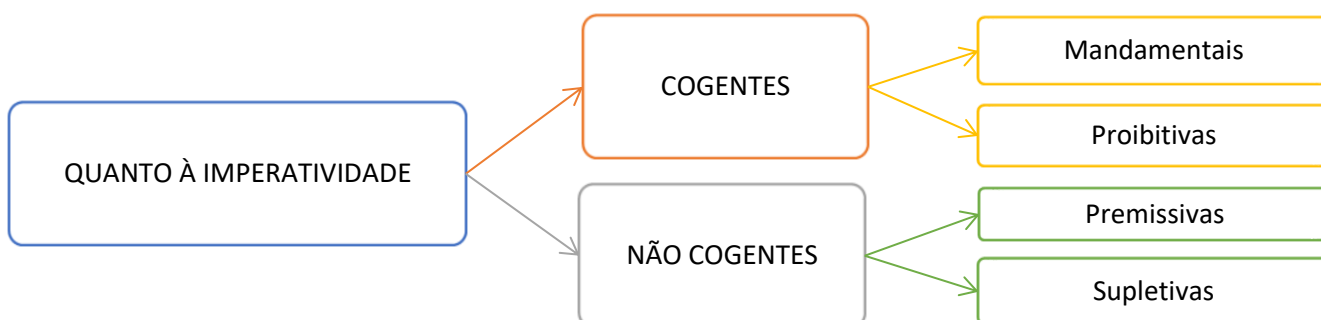 QUANTO À IMPERATIVIDADE
COGENTES
Mandamentais
Proibitivas
NÃO COGENTES
Premissivas
Supletivas